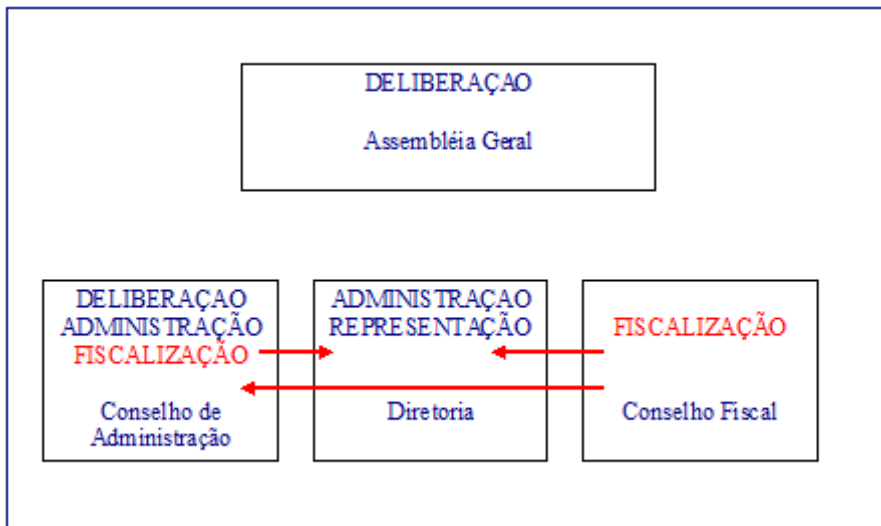 DELIBERAÇAO
Assembléia Geral
DELIBERAÇAO
ADMINISTRAÇÃO
FISCALIZAÇÃO
Conselho de
Administração
ADMINISTRAÇAO
REPRESENTAÇÃO
Diretoria
FISCALIZAÇÃO
Conselho Fiscal